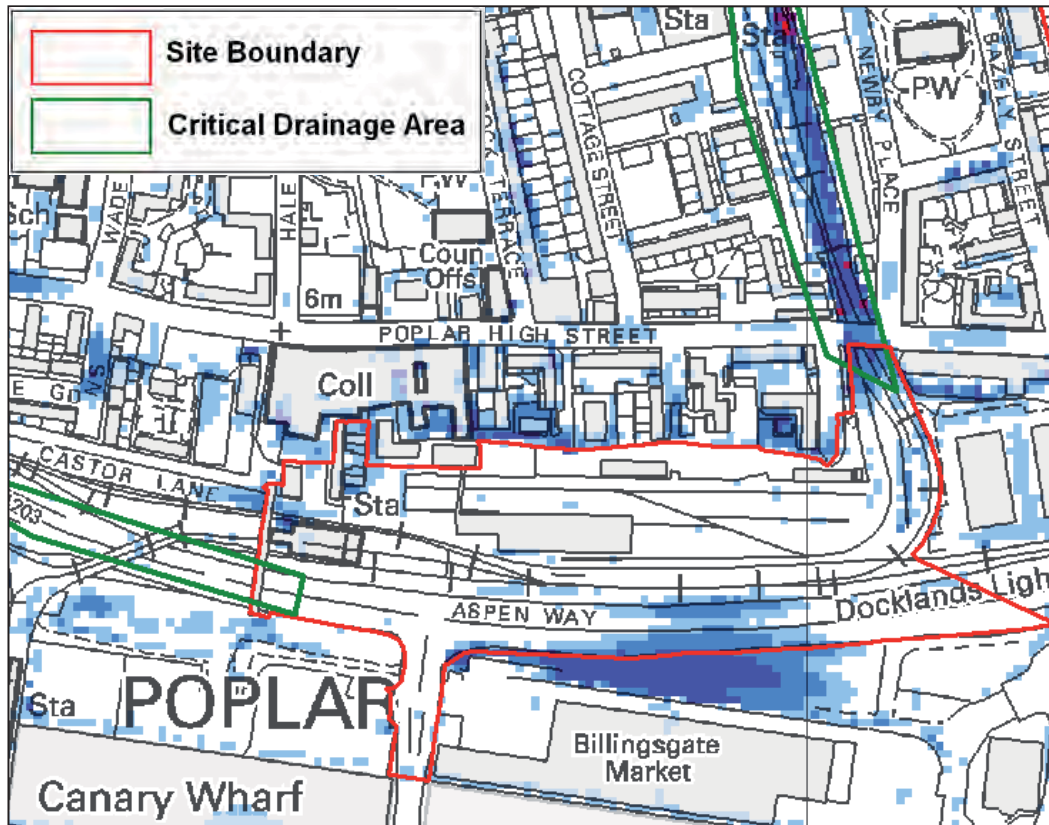 Site Boundary
Critical Drainage Area
Sta
Sta
PW
NEWBY PLACE
BAZELY STREET
COTTAGE STREET
TERRACE
Sch
WADE
HALE
P.W
Coun
Offs
6m
POPLAR HIGH STREET
Coll
E GDNS
CASTOR LANE
Sta
203
ASPEN WAY
Docklands Ligh
POPLAR
Sta
Billingsgate
Market
Canary Wharf